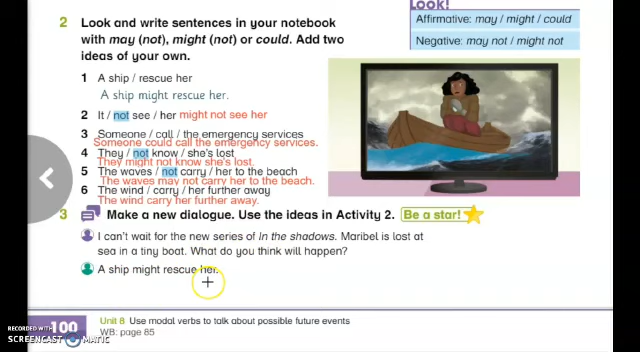 Look!
Affirmative: may / might / could
Negative: may not / might not
2 Look and write sentences in your notebook
with may (not), might (not) or could. Add two
ideas of your own.
1 A ship / rescue her
A ship might rescue her.
2 It / not see / her might not see her
3 Someone / call / the emergency services
Someone could call the emergency services.
4 They / not know / she's lost
They might not know she's lost.
5 The waves / not carry / her to the beach
The waves may not carry her to the beach.
6 The wind / carry / her further away
The wind carry her further away.
3 Make a new dialogue. Use the ideas in Activity 2. Be a star!
I can't wait for the new series of In the shadows. Maribel is lost at
sea in a tiny boat. What do you think will happen?
A ship might rescue her.
100 Unit 8 Use modal verbs to talk about possible future events
WB: page 85
RECORDED WITH
SCREENCAST MATIC